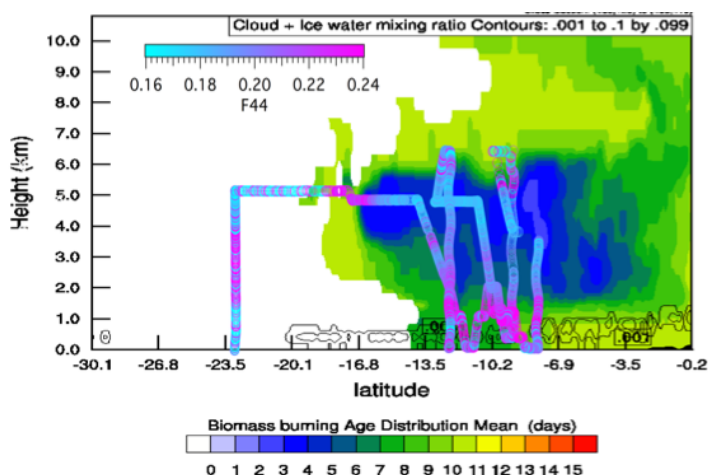 Cloud + Ice water mixing ratio Contours: .001 to .1 by .099
10.0
9.0
8.0
7.0
6.0
5.0
4.0
3.0
2.0
1.0
0.0
Height (km)
0.16 0.18 0.20 0.22 0.24
F44
.001
-30.1 -26.8 -23.5 -20.1 -16.8 -13.5 -10.2 -6.9 -3.5 -0.2
latitude
Biomass burning Age Distribution Mean (days)
0 1 2 3 4 5 6 7 8 9 10 11 12 13 14 15